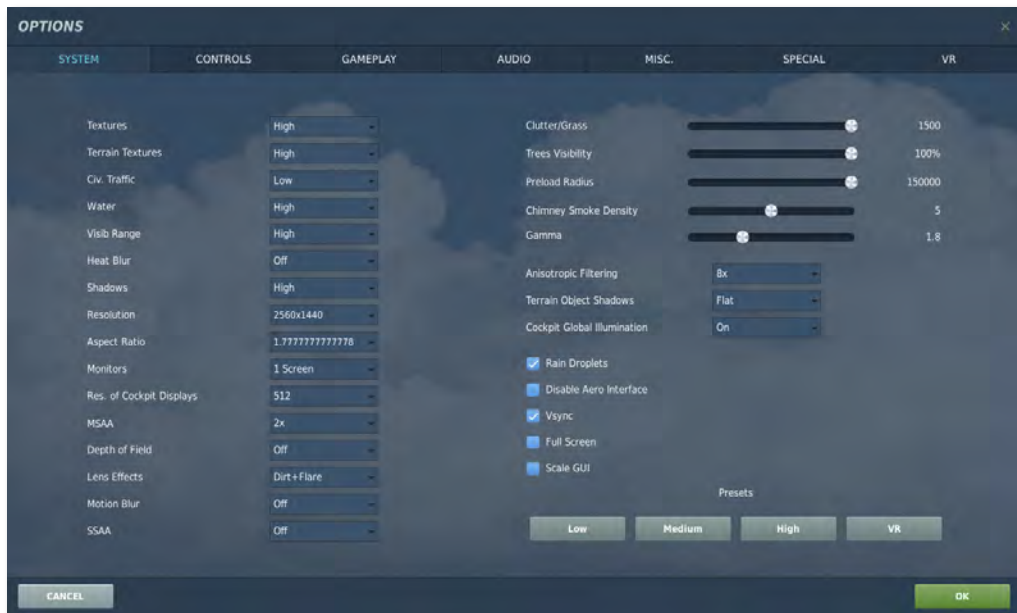 OPTIONS
SYSTEM CONTROLS GAMEPLAY AUDIO MISC. SPECIAL VR
Textures High
Terrain Textures High
Civ. Traffic Low
Water High
Visib Range High
Heat Blur Off
Shadows High
Resolution 2560x1440
Aspect Ratio 1.7777777777778
Monitors 1 Screen
Res. of Cockpit Displays 512
MSAA 2x
Depth of Field Off
Lens Effects Dirt+Flare
Motion Blur Off
SSAA Off
Clutter/Grass 1500
Trees Visibility 100%
Preload Radius 150000
Chimney Smoke Density 5
Gamma 1.8
Anisotropic Filtering 8x
Terrain Object Shadows Flat
Cockpit Global Illumination On
Rain Droplets
Disable Aero Interface
Vsync
Full Screen
Scale GUI
Presets
Low Medium High VR
CANCEL OK